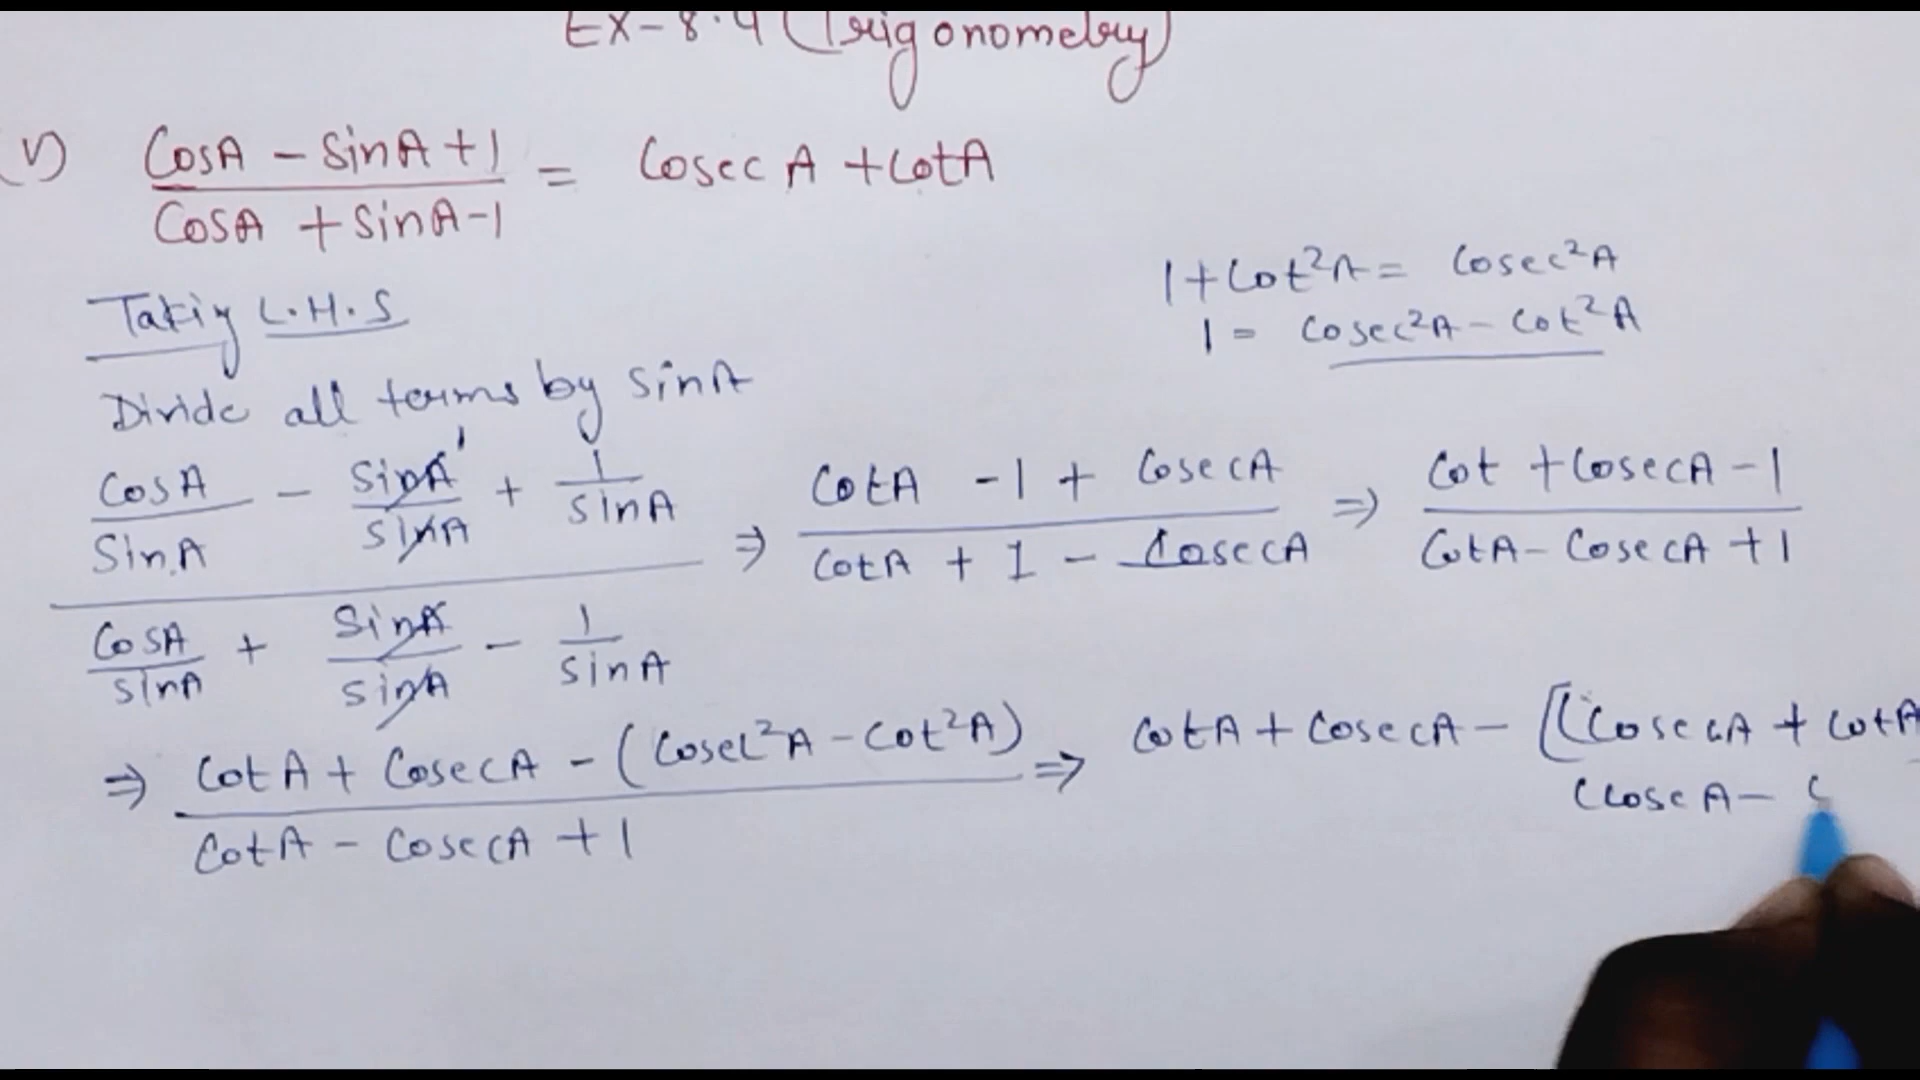 Ex-8.4 (Trigonometry)
(v) CosA - SinA+1 / CosA + SinA-1 = Cosec A + CotA
1+Cot²A = Cosec²A
1 = Cosec²A - Cot²A
Takig L.H.S
Divide all terms by SinA
CosA/SinA - SinA/SinA 1 + 1/SinA / CosA/SinA + SinA/SinA - 1/SinA ⇒ CotA -1 + CosecA / CotA + 1 - CosecA ⇒ Cot + CosecA - 1 / CotA - CosecA + 1
⇒ CotA + CosecA - (Cosec²A - Cot²A) / CotA - CosecA + 1 ⇒ CotA + CosecA - [(CosecA + CotA
(CoseA -